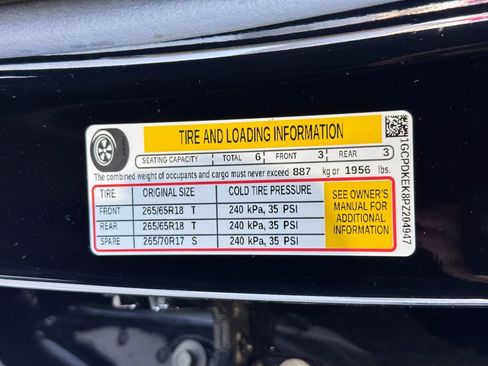 TIRE AND LOADING INFORMATION
SEATING CAPACITY TOTAL 6 FRONT 3 REAR 3
The combined weight of occupants and cargo must never exceed 887 kg or 1956 lbs.
TIRE ORIGINAL SIZE COLD TIRE PRESSURE
FRONT 265/65R18 T 240 kPa, 35 PSI
REAR 265/65R18 T 240 kPa, 35 PSI
SPARE 265/70R17 S 240 kPa, 35 PSI
SEE OWNER'S
MANUAL FOR
ADDITIONAL
INFORMATION
1GCPDKEK8PZ204947